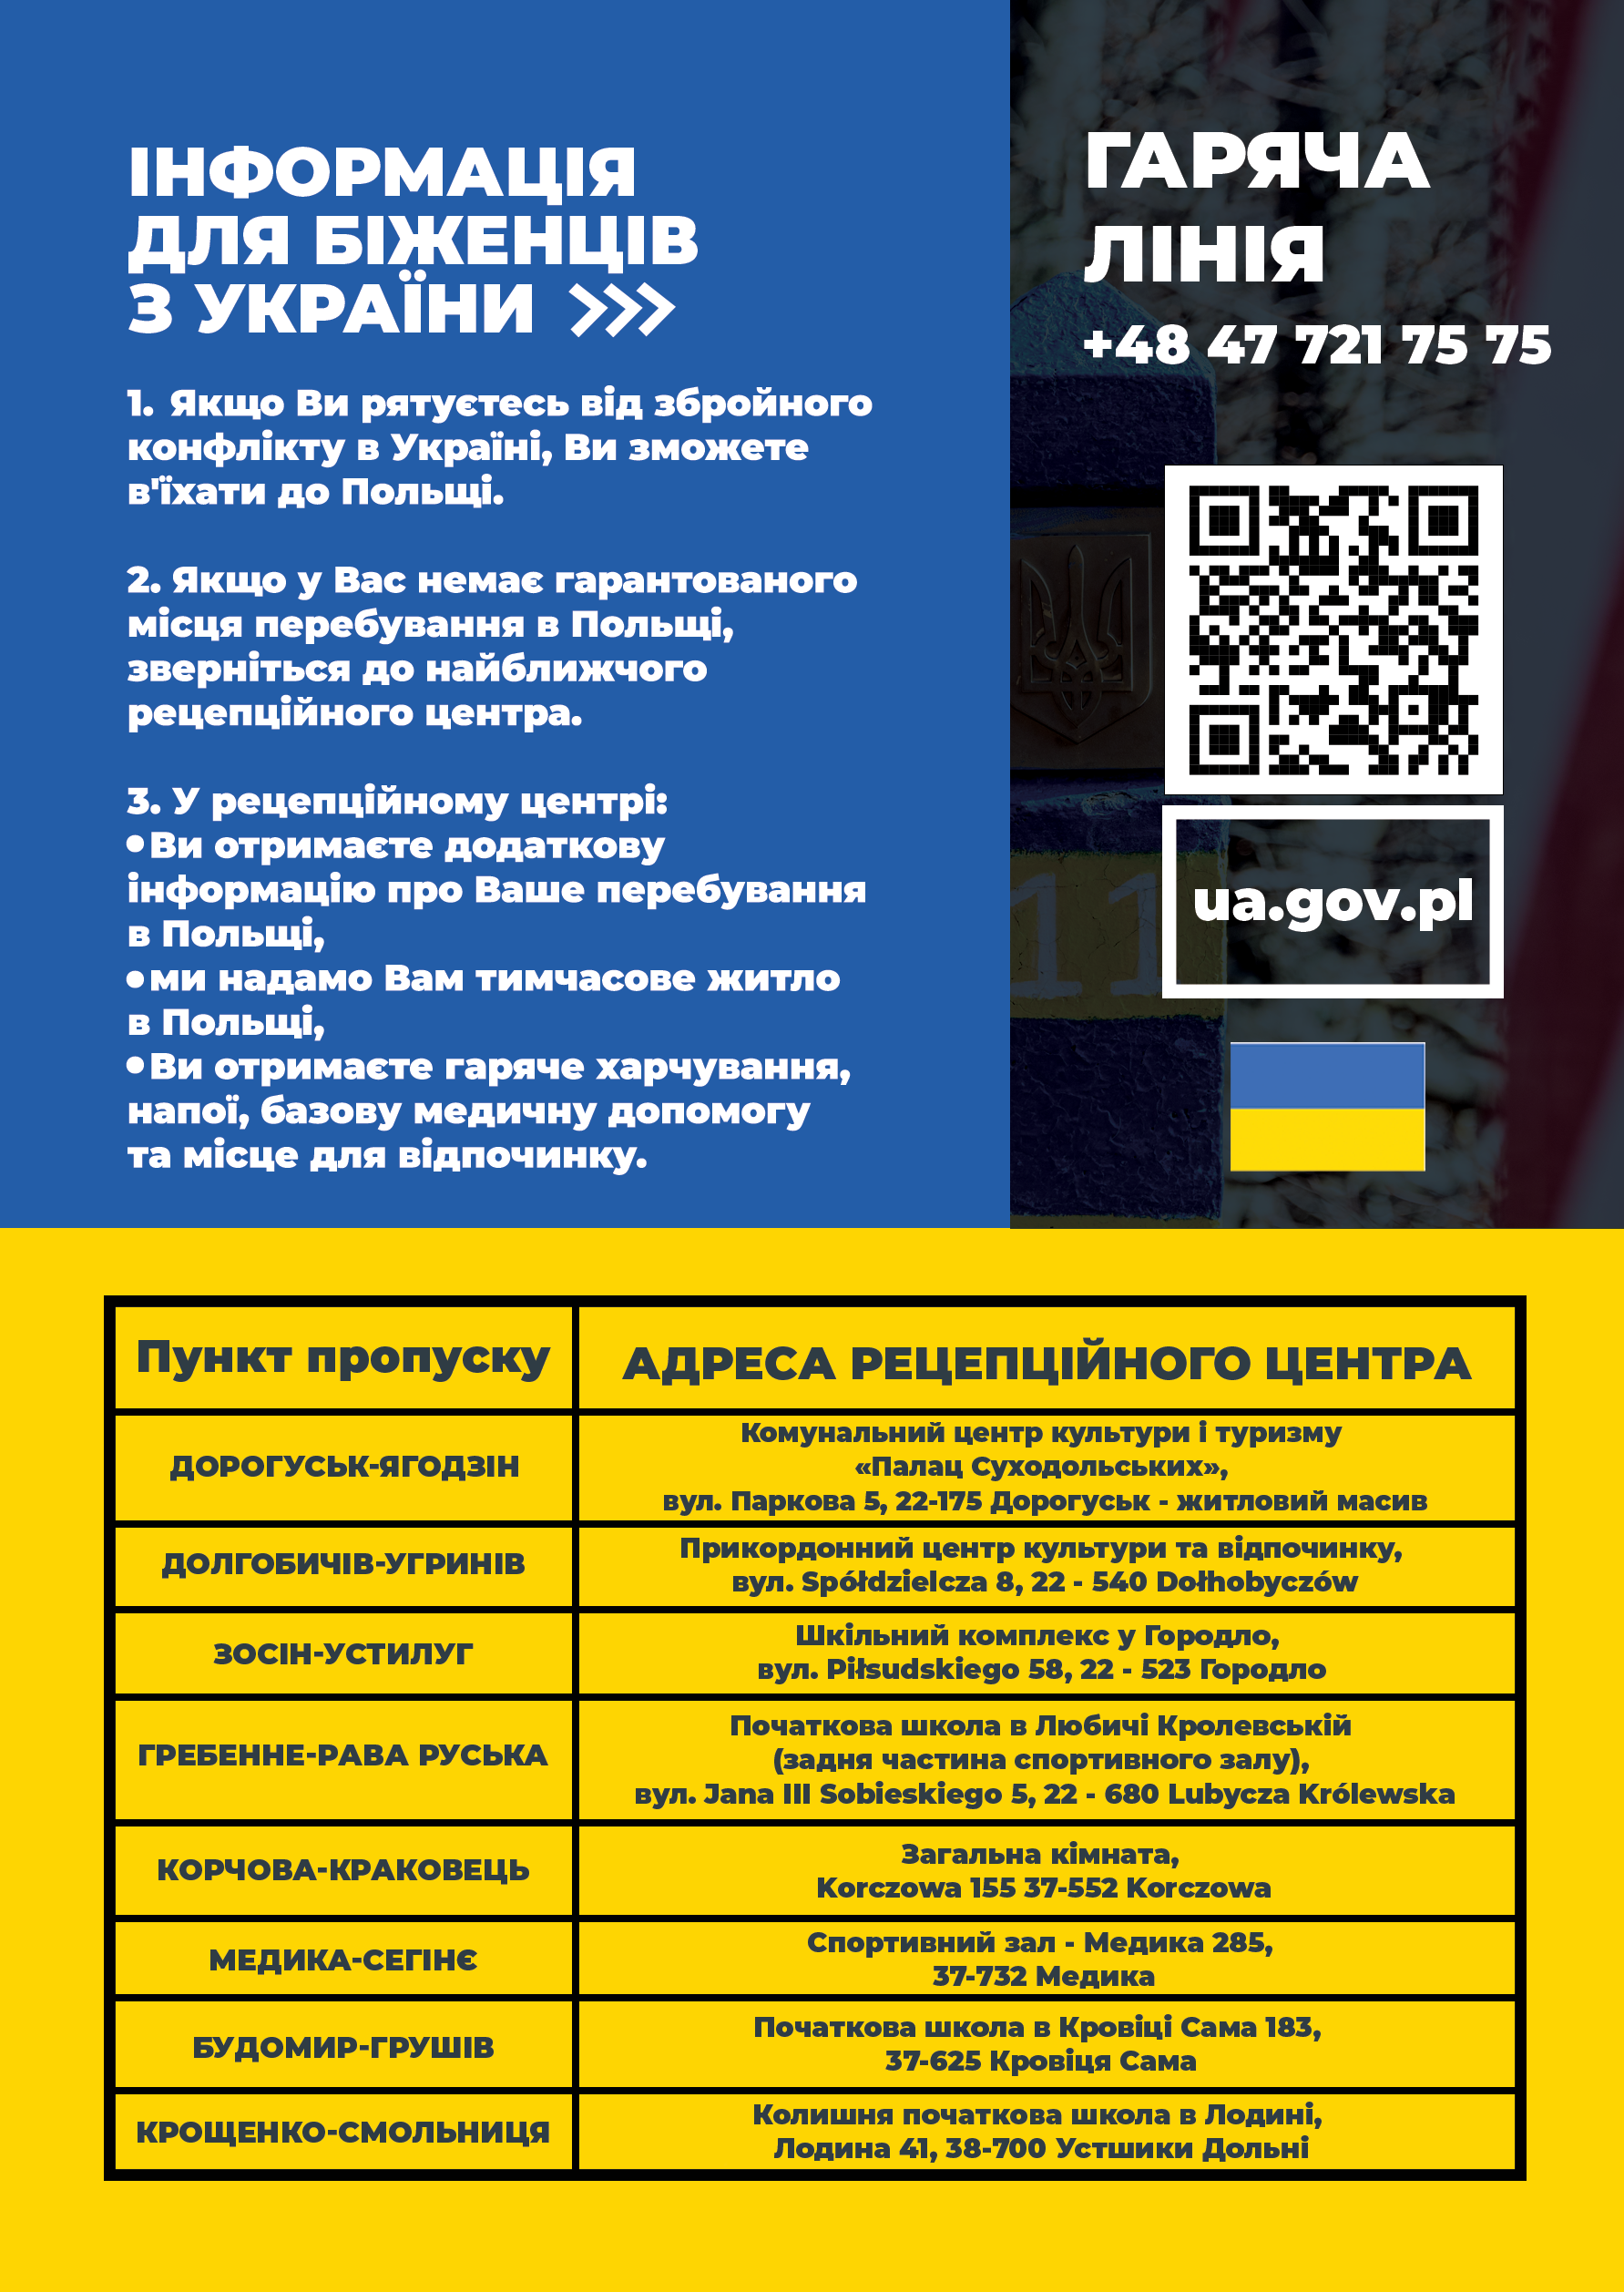 ІНФОРМАЦІЯ
ДЛЯ БІЖЕНЦІВ
З УКРАЇНИ
1. Якщо Ви рятуєтесь від збройного
конфлікту в Україні, Ви зможете
в'їхати до Польщі.
2. Якщо у Вас немає гарантованого
місця перебування в Польщі,
зверніться до найближчого
рецепційного центра.
3. У рецепційному центрі:
•Ви отримаєте додаткову
інформацію про Ваше перебування
в Польщі,
•ми надамо Вам тимчасове житло
в Польщі,
•Ви отримаєте гаряче харчування,
напої, базову медичну допомогу
та місце для відпочинку.
ГАРЯЧА
ЛІНІЯ
+48 47 721 75 75
ua.gov.pl
11
Пункт пропуску
АДРЕСА РЕЦЕПЦІЙНОГО ЦЕНТРА
ДОРОГУСЬК-ЯГОДЗІН
Комунальний центр культури і туризму
«Палац Суходольських»,
вул. Паркова 5, 22-175 Дорогуськ - житловий масив
ДОЛГОБИЧІВ-УГРИНІВ
Прикордонний центр культури та відпочинку,
вул. Spółdzielcza 8, 22 - 540 Dołhobyczów
ЗОСІН-УСТИЛУГ
Шкільний комплекс у Городло,
вул. Piłsudskiego 58, 22 - 523 Городло
ГРЕБЕННЕ-РАВА РУСЬКА
Початкова школа в Любичі Кролевській
(задня частина спортивного залу),
вул. Jana III Sobieskiego 5, 22 - 680 Lubycza Królewska
КОРЧОВА-КРАКОВЕЦЬ
Загальна кімната,
Korczowa 155 37-552 Korczowa
МЕДИКА-СЕГІНЄ
Спортивний зал - Медика 285,
37-732 Медика
БУДОМИР-ГРУШІВ
Початкова школа в Кровіці Сама 183,
37-625 Кровіця Сама
КРОЩЕНКО-СМОЛЬНИЦЯ
Колишня початкова школа в Лодині,
Лодина 41, 38-700 Устшики Дольні